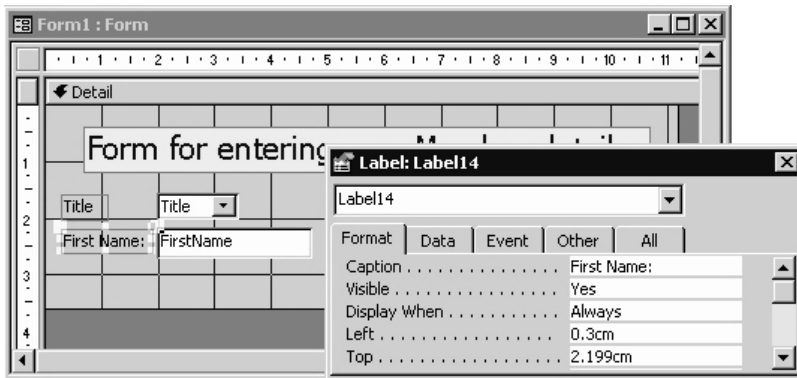 Form1 : Form
1 2 3 4 5 6 7 8 9 10 11
Detail
1
Form for entering
Label: Label14
Label14
Title Title
2
First Name: FirstName
Format Data Event Other All
Caption . . . . . . . . . . . . . . . First Name:
Visible . . . . . . . . . . . . . . . . . Yes
3
Display When . . . . . . . . . . . Always
Left . . . . . . . . . . . . . . . . . . . 0.3cm
4
Top . . . . . . . . . . . . . . . . . . . 2.199cm